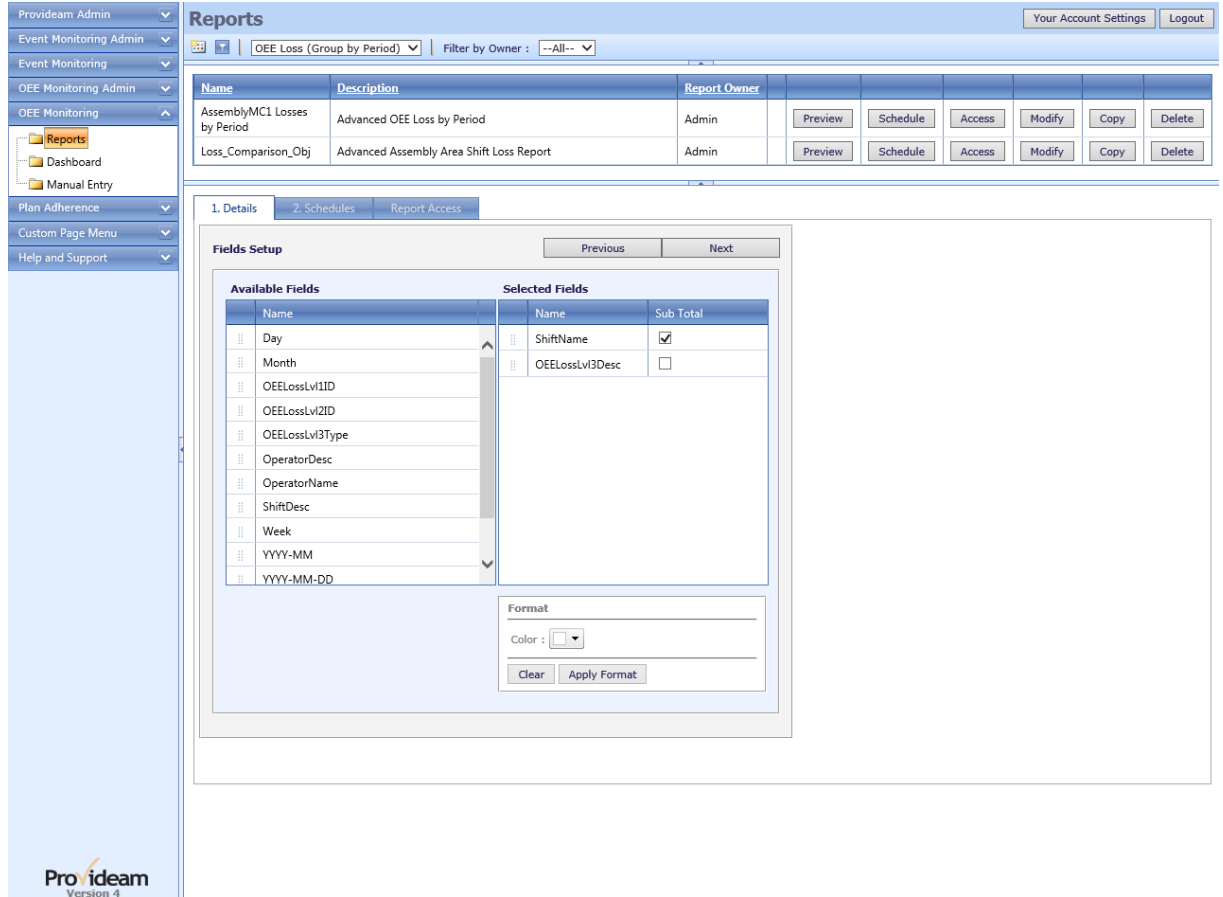 Provideam Admin
Event Monitoring Admin
Event Monitoring
OEE Monitoring Admin
OEE Monitoring
Reports
Dashboard
Manual Entry
Plan Adherence
Custom Page Menu
Help and Support
Provideam
Version 4
Reports
Your Account Settings Logout
OEE Loss (Group by Period) Filter by Owner : --All--
Name Description Report Owner
AssemblyMC1 Losses
by Period Advanced OEE Loss by Period Admin Preview Schedule Access Modify Copy Delete
Loss_Comparison_Obj Advanced Assembly Area Shift Loss Report Admin Preview Schedule Access Modify Copy Delete
1. Details 2. Schedules Report Access
Fields Setup Previous Next
Available Fields
Name
Day
Month
OEELossLvl1ID
OEELossLvl2ID
OEELossLvl3Type
OperatorDesc
OperatorName
ShiftDesc
Week
YYYY-MM
YYYY-MM-DD
Selected Fields
Name Sub Total
ShiftName
OEELossLvl3Desc
Format
Color :
Clear Apply Format